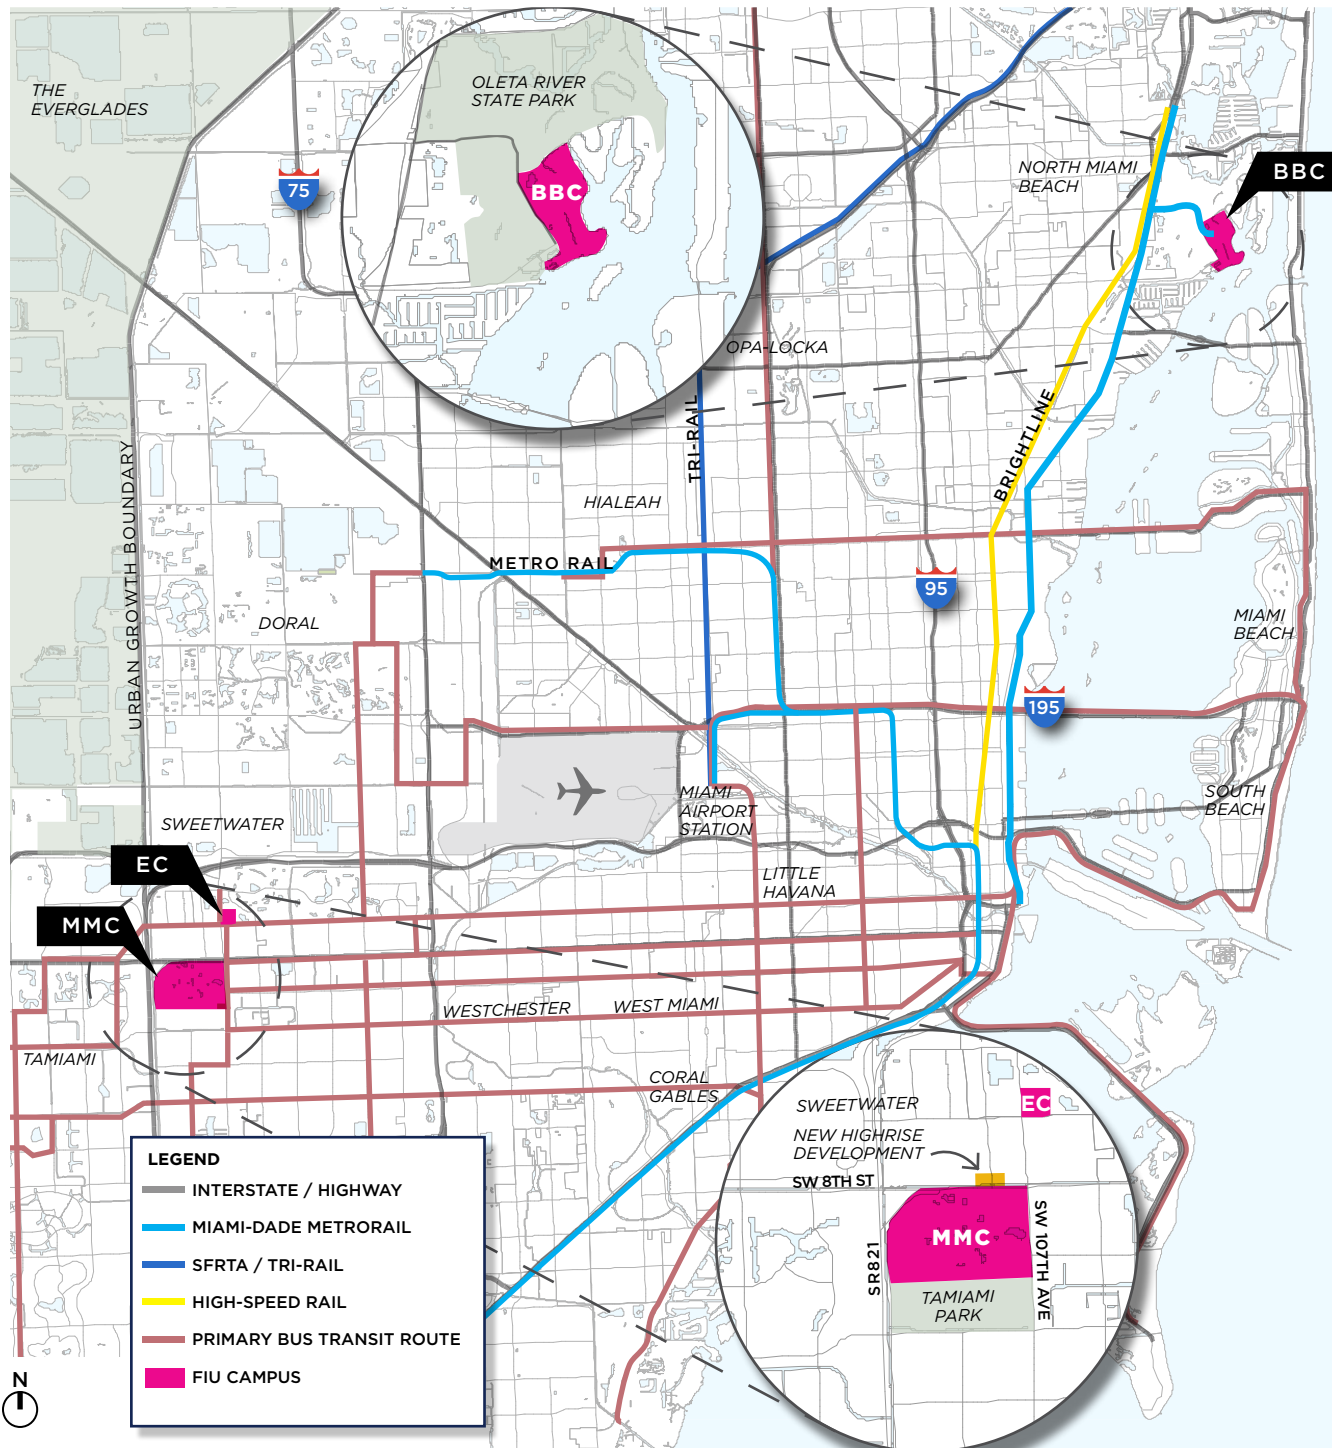 THE
EVERGLADES
OLETA RIVER
STATE PARK
BBC
75
NORTH MIAMI
BEACH
BBC
OPA-LOCKA
TRI-RAIL
BRIGHTLINE
URBAN GROWTH BOUNDARY
HIALEAH
METRO RAIL
95
DORAL
MIAMI
BEACH
195
MIAMI
AIRPORT
STATION
SOUTH
BEACH
SWEETWATER
EC
LITTLE
HAVANA
MMC
WESTCHESTER
WEST MIAMI
TAMIAMI
CORAL
GABLES
SWEETWATER
EC
NEW HIGHRISE
DEVELOPMENT
SW 8TH ST
MMC
SR821
SW 107TH AVE
TAMIAMI
PARK
LEGEND
INTERSTATE / HIGHWAY
MIAMI-DADE METRORAIL
SFRTA / TRI-RAIL
HIGH-SPEED RAIL
PRIMARY BUS TRANSIT ROUTE
FIU CAMPUS
N